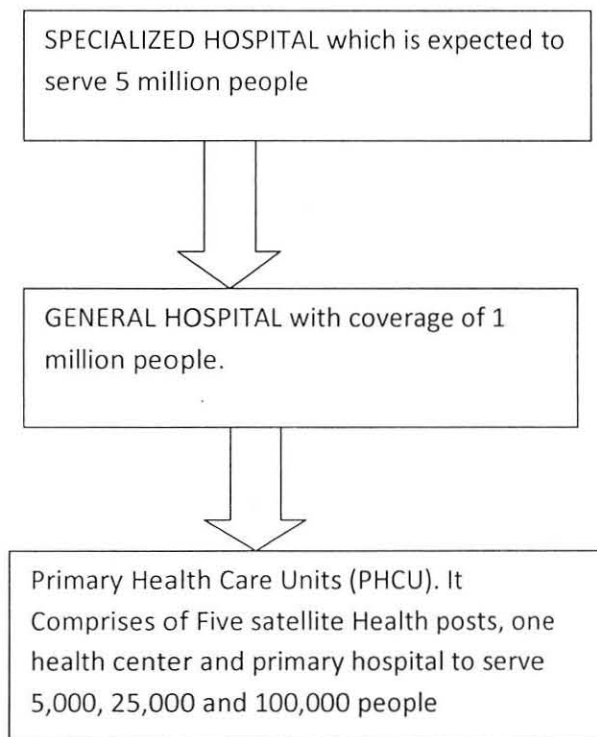 SPECIALIZED HOSPITAL which is expected to
serve 5 million people
GENERAL HOSPITAL with coverage of 1
million people.
Primary Health Care Units (PHCU). It
Comprises of Five satellite Health posts, one
health center and primary hospital to serve
5,000, 25,000 and 100,000 people